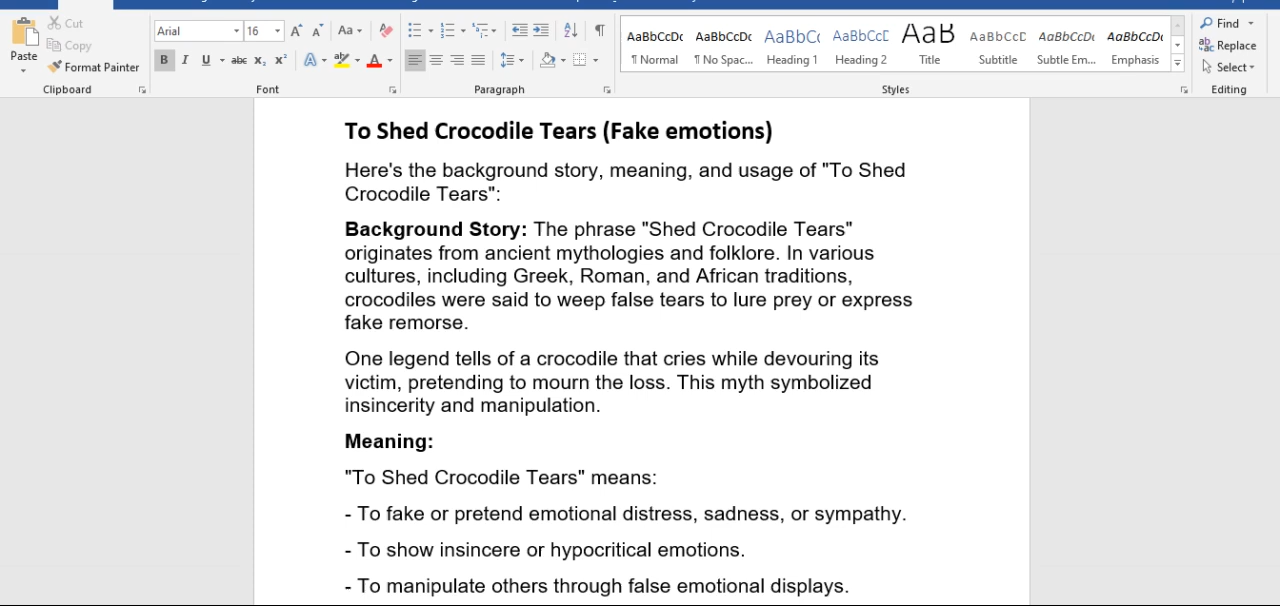 Cut
Copy
Format Painter
Paste
Clipboard
Arial
16
Aa
B I U abc x₂ x² A A
Font
Paragraph
AaBbCcDc AaBbCcDc AaBbCc AaBbCcD AaB AaBbCcD AaBbCcDc AaBbCcDc
¶ Normal ¶ No Spac... Heading 1 Heading 2 Title Subtitle Subtle Em... Emphasis
Styles
Find
Replace
Select
Editing
To Shed Crocodile Tears (Fake emotions)
Here's the background story, meaning, and usage of "To Shed
Crocodile Tears":
Background Story: The phrase "Shed Crocodile Tears"
originates from ancient mythologies and folklore. In various
cultures, including Greek, Roman, and African traditions,
crocodiles were said to weep false tears to lure prey or express
fake remorse.
One legend tells of a crocodile that cries while devouring its
victim, pretending to mourn the loss. This myth symbolized
insincerity and manipulation.
Meaning:
"To Shed Crocodile Tears" means:
- To fake or pretend emotional distress, sadness, or sympathy.
- To show insincere or hypocritical emotions.
- To manipulate others through false emotional displays.